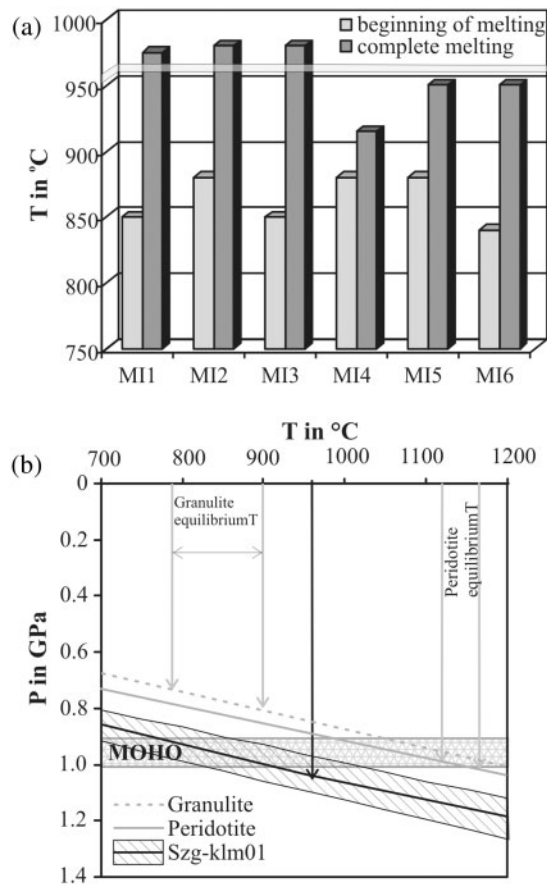 (a)
1000
950
900
850
800
750
T in °C
beginning of melting
complete melting
MI1 MI2 MI3 MI4 MI5 MI6
(b)
T in °C
700 800 900 1000 1100 1200
0
0.2
0.4
0.6
0.8
1.0
1.2
1.4
P in GPa
Granulite
equilibriumT
Peridotite
equilibriumT
MOHO
Granulite
Peridotite
Szg-klm01